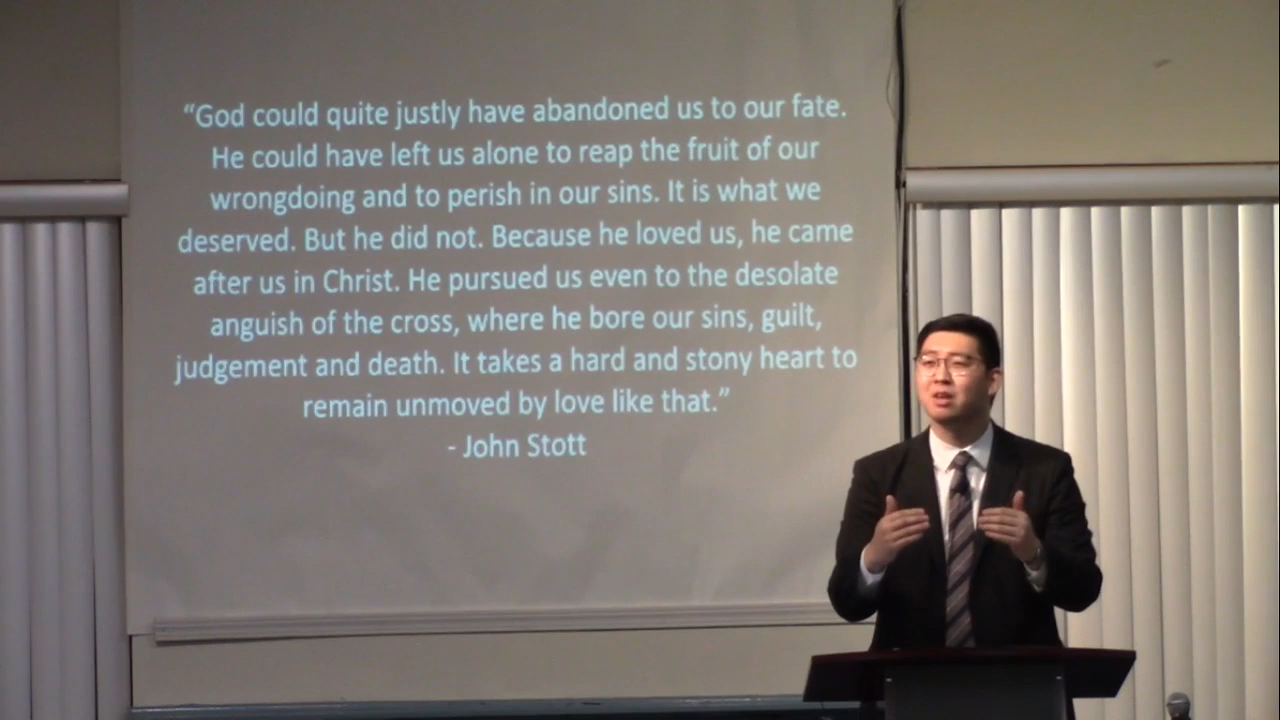 “God could quite justly have abandoned us to our fate.
He could have left us alone to reap the fruit of our
wrongdoing and to perish in our sins. It is what we
deserved. But he did not. Because he loved us, he came
after us in Christ. He pursued us even to the desolate
anguish of the cross, where he bore our sins, guilt,
judgement and death. It takes a hard and stony heart to
remain unmoved by love like that.”
- John Stott